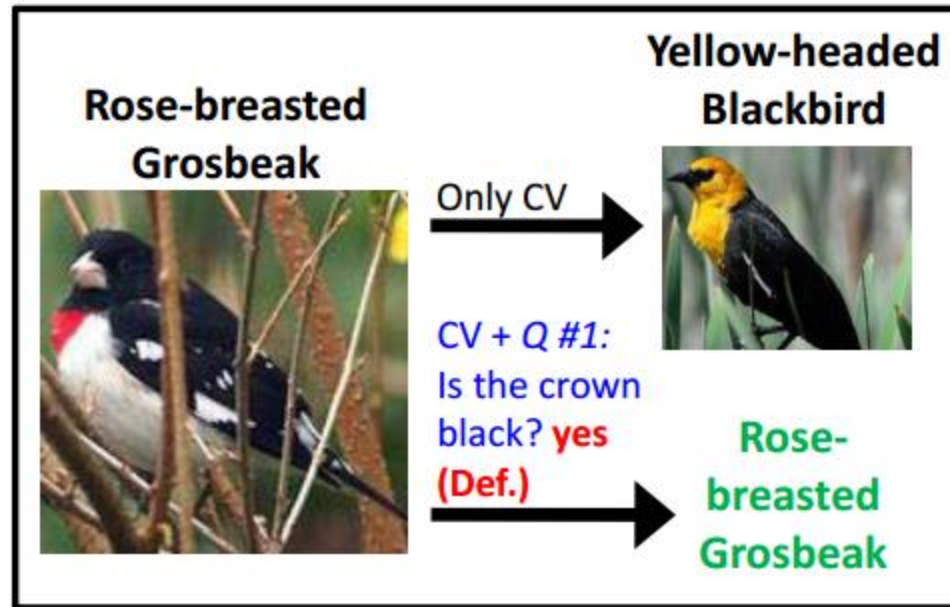 Rose-breasted
Grosbeak
Only CV
Yellow-headed
Blackbird
CV + Q #1:
Is the crown
black? yes
(Def.)
Rose-
breasted
Grosbeak